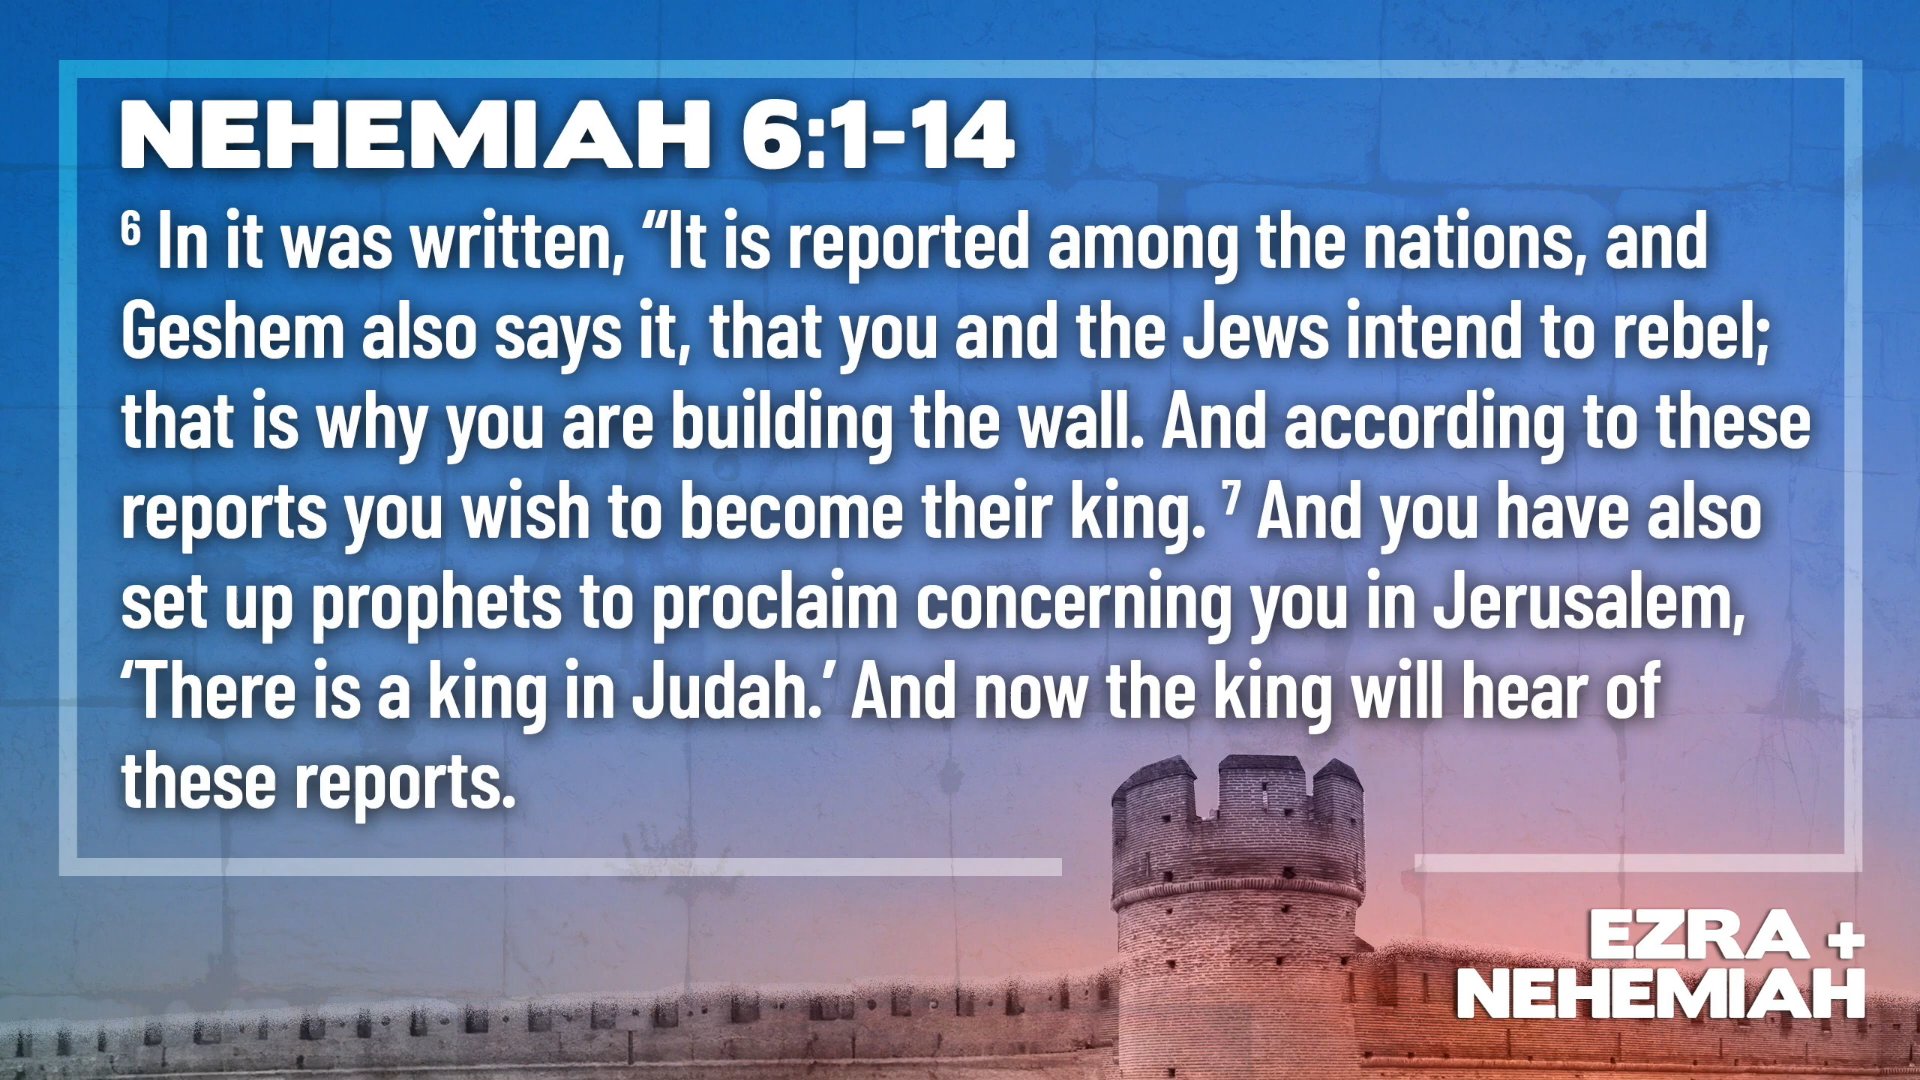 NEHEMIAH 6:1-14
⁶ In it was written, “It is reported among the nations, and
Geshem also says it, that you and the Jews intend to rebel;
that is why you are building the wall. And according to these
reports you wish to become their king. ⁷ And you have also
set up prophets to proclaim concerning you in Jerusalem,
‘There is a king in Judah.’ And now the king will hear of
these reports.
EZRA +
NEHEMIAH